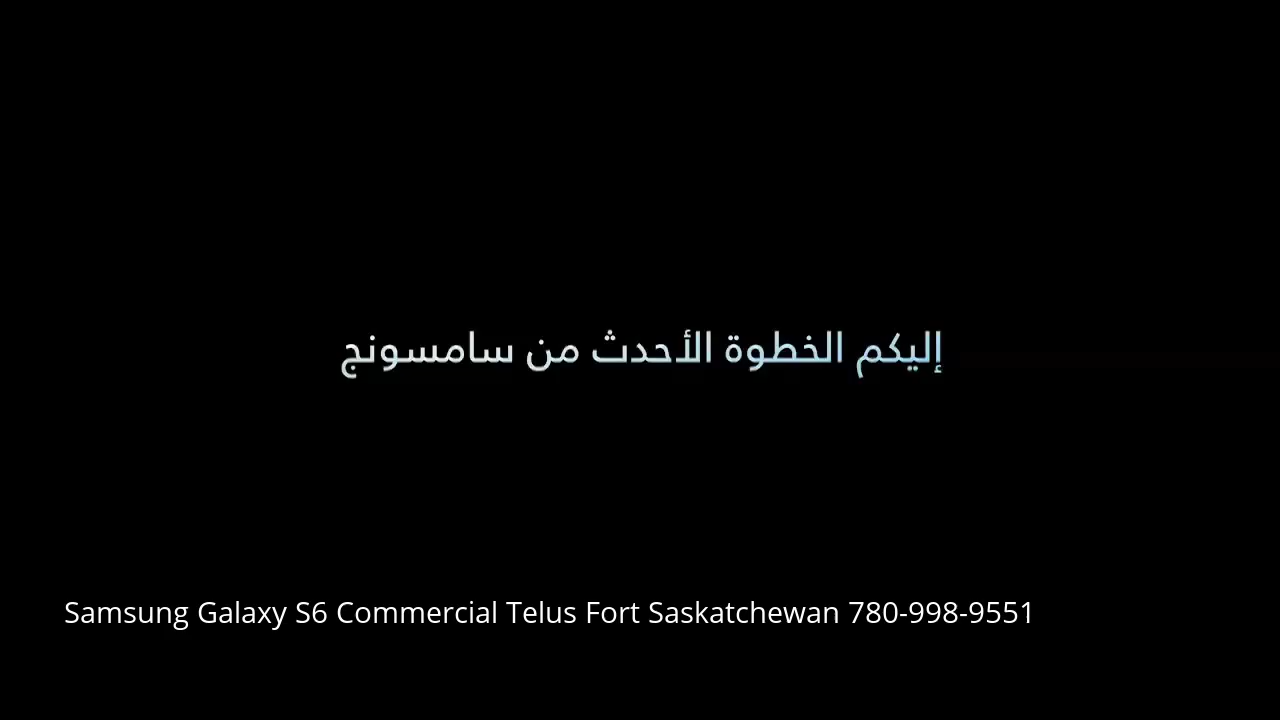 إليكم الخطوة الأحدث من سامسونج
Samsung Galaxy S6 Commercial Telus Fort Saskatchewan 780-998-9551